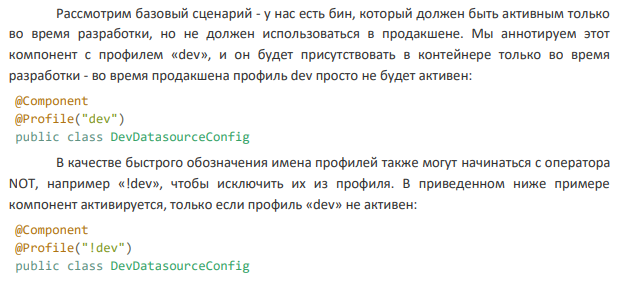 Рассмотрим базовый сценарий - у нас есть бин, который должен быть активным только
во время разработки, но не должен использоваться в продакшене. Мы аннотируем этот
компонент с профилем «dev», и он будет присутствовать в контейнере только во время
разработки - во время продакшена профиль dev просто не будет активен:
@Component
@Profile("dev")
public class DevDatasourceConfig
В качестве быстрого обозначения имена профилей также могут начинаться с оператора
NOT, например «!dev», чтобы исключить их из профиля. В приведенном ниже примере
компонент активируется, только если профиль «dev» не активен:
@Component
@Profile("!dev")
public class DevDatasourceConfig